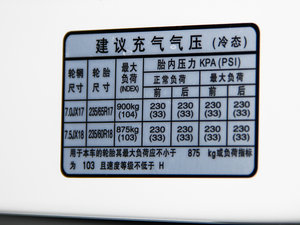 建议充气气压 (冷态)
轮辋尺寸 轮胎尺寸 最大负荷(INDEX) 胎内压力 KPA(PSI)
正常负荷 最大负荷
前 后 前 后
7.0JX17 235/65R17 900kg(104) 230(33) 230(33) 230(33) 230(33)
7.5JX18 235/60R18 875kg(103) 230(33) 230(33) 230(33) 230(33)
用于本车的轮胎其最大负荷应不小于 875 kg或负荷指标
为 103 且速度等级不低于 H